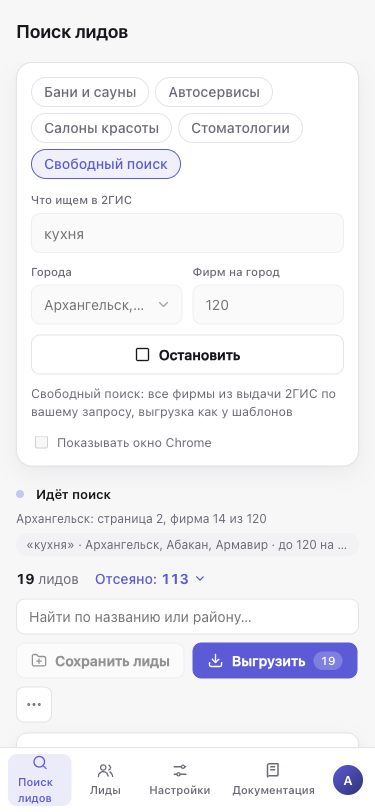 Поиск лидов
Бани и сауны
Автосервисы
Салоны красоты
Стоматологии
Свободный поиск
Что ищем в 2ГИС
кухня
Города
Фирм на город
Архангельск,...
120
Остановить
Свободный поиск: все фирмы из выдачи 2ГИС по
вашему запросу, выгрузка как у шаблонов
Показывать окно Chrome
Идёт поиск
Архангельск: страница 2, фирма 14 из 120
«кухня» · Архангельск, Абакан, Армавир · до 120 на ...
19 лидов
Отсеяно: 113
Найти по названию или району...
Сохранить лиды
Выгрузить 19
Поиск
лидов
Лиды
Настройки
Документация
A